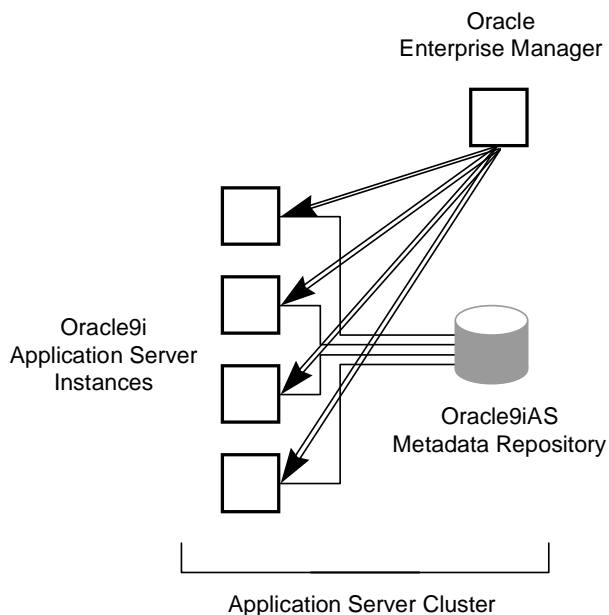 Oracle
Enterprise Manager
Oracle9i
Application Server
Instances
Oracle9iAS
Metadata Repository
Application Server Cluster